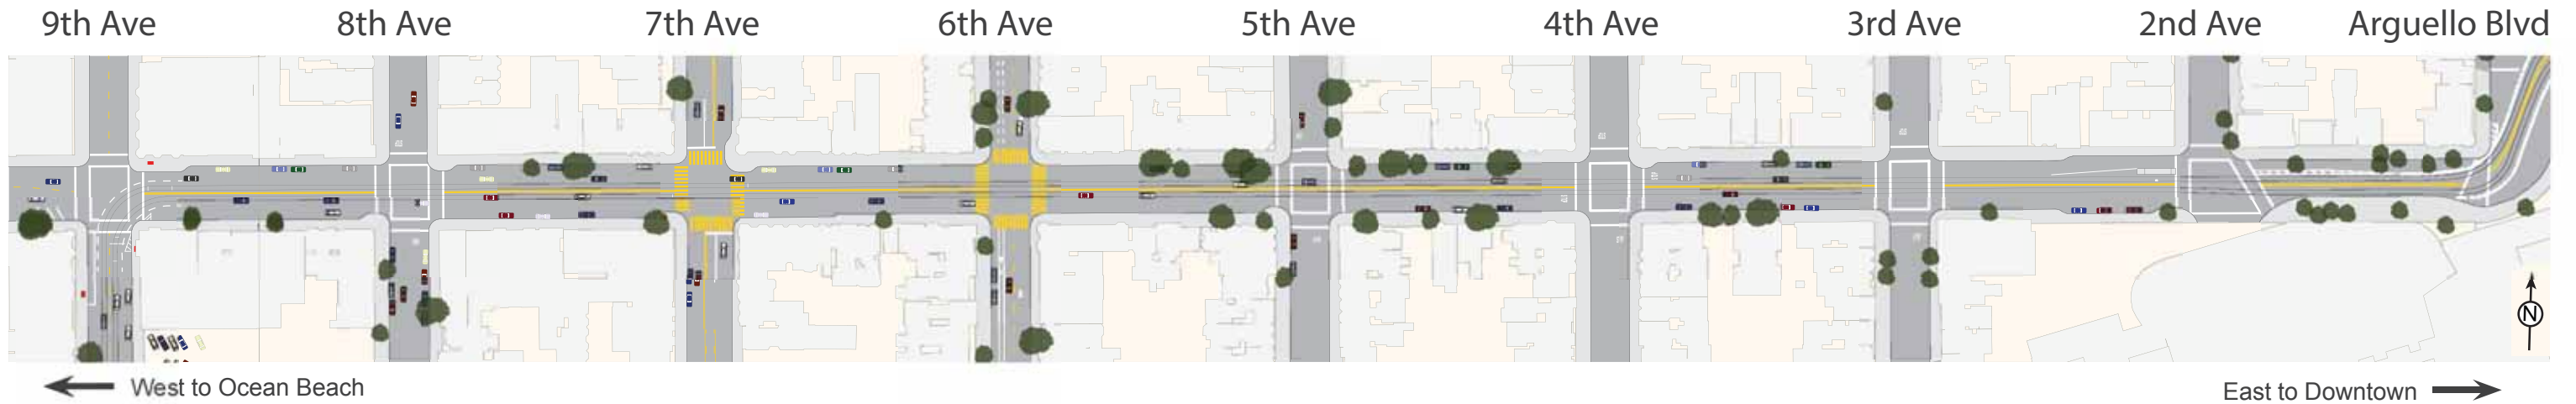 9th Ave 8th Ave 7th Ave 6th Ave 5th Ave 4th Ave 3rd Ave 2nd Ave Arguello Blvd
N
West to Ocean Beach East to Downtown